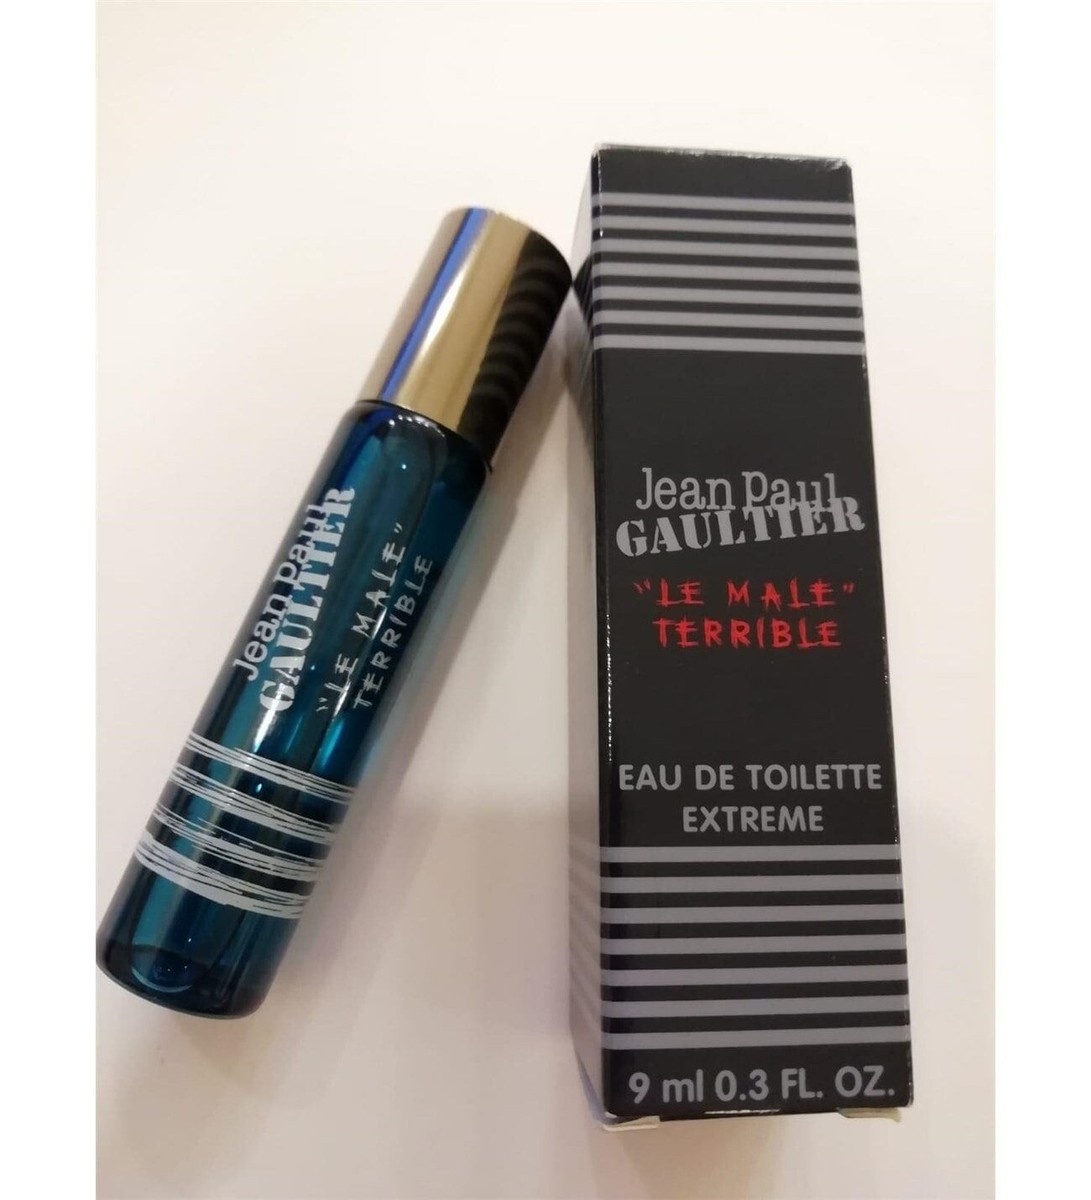 Jean Paul
GAULTIER
"LE MALE"
TERRIBLE
Jean Paul
GAULTIER
"LE MALE"
TERRIBLE
EAU DE TOILETTE
EXTREME
9 ml 0.3 FL. OZ.